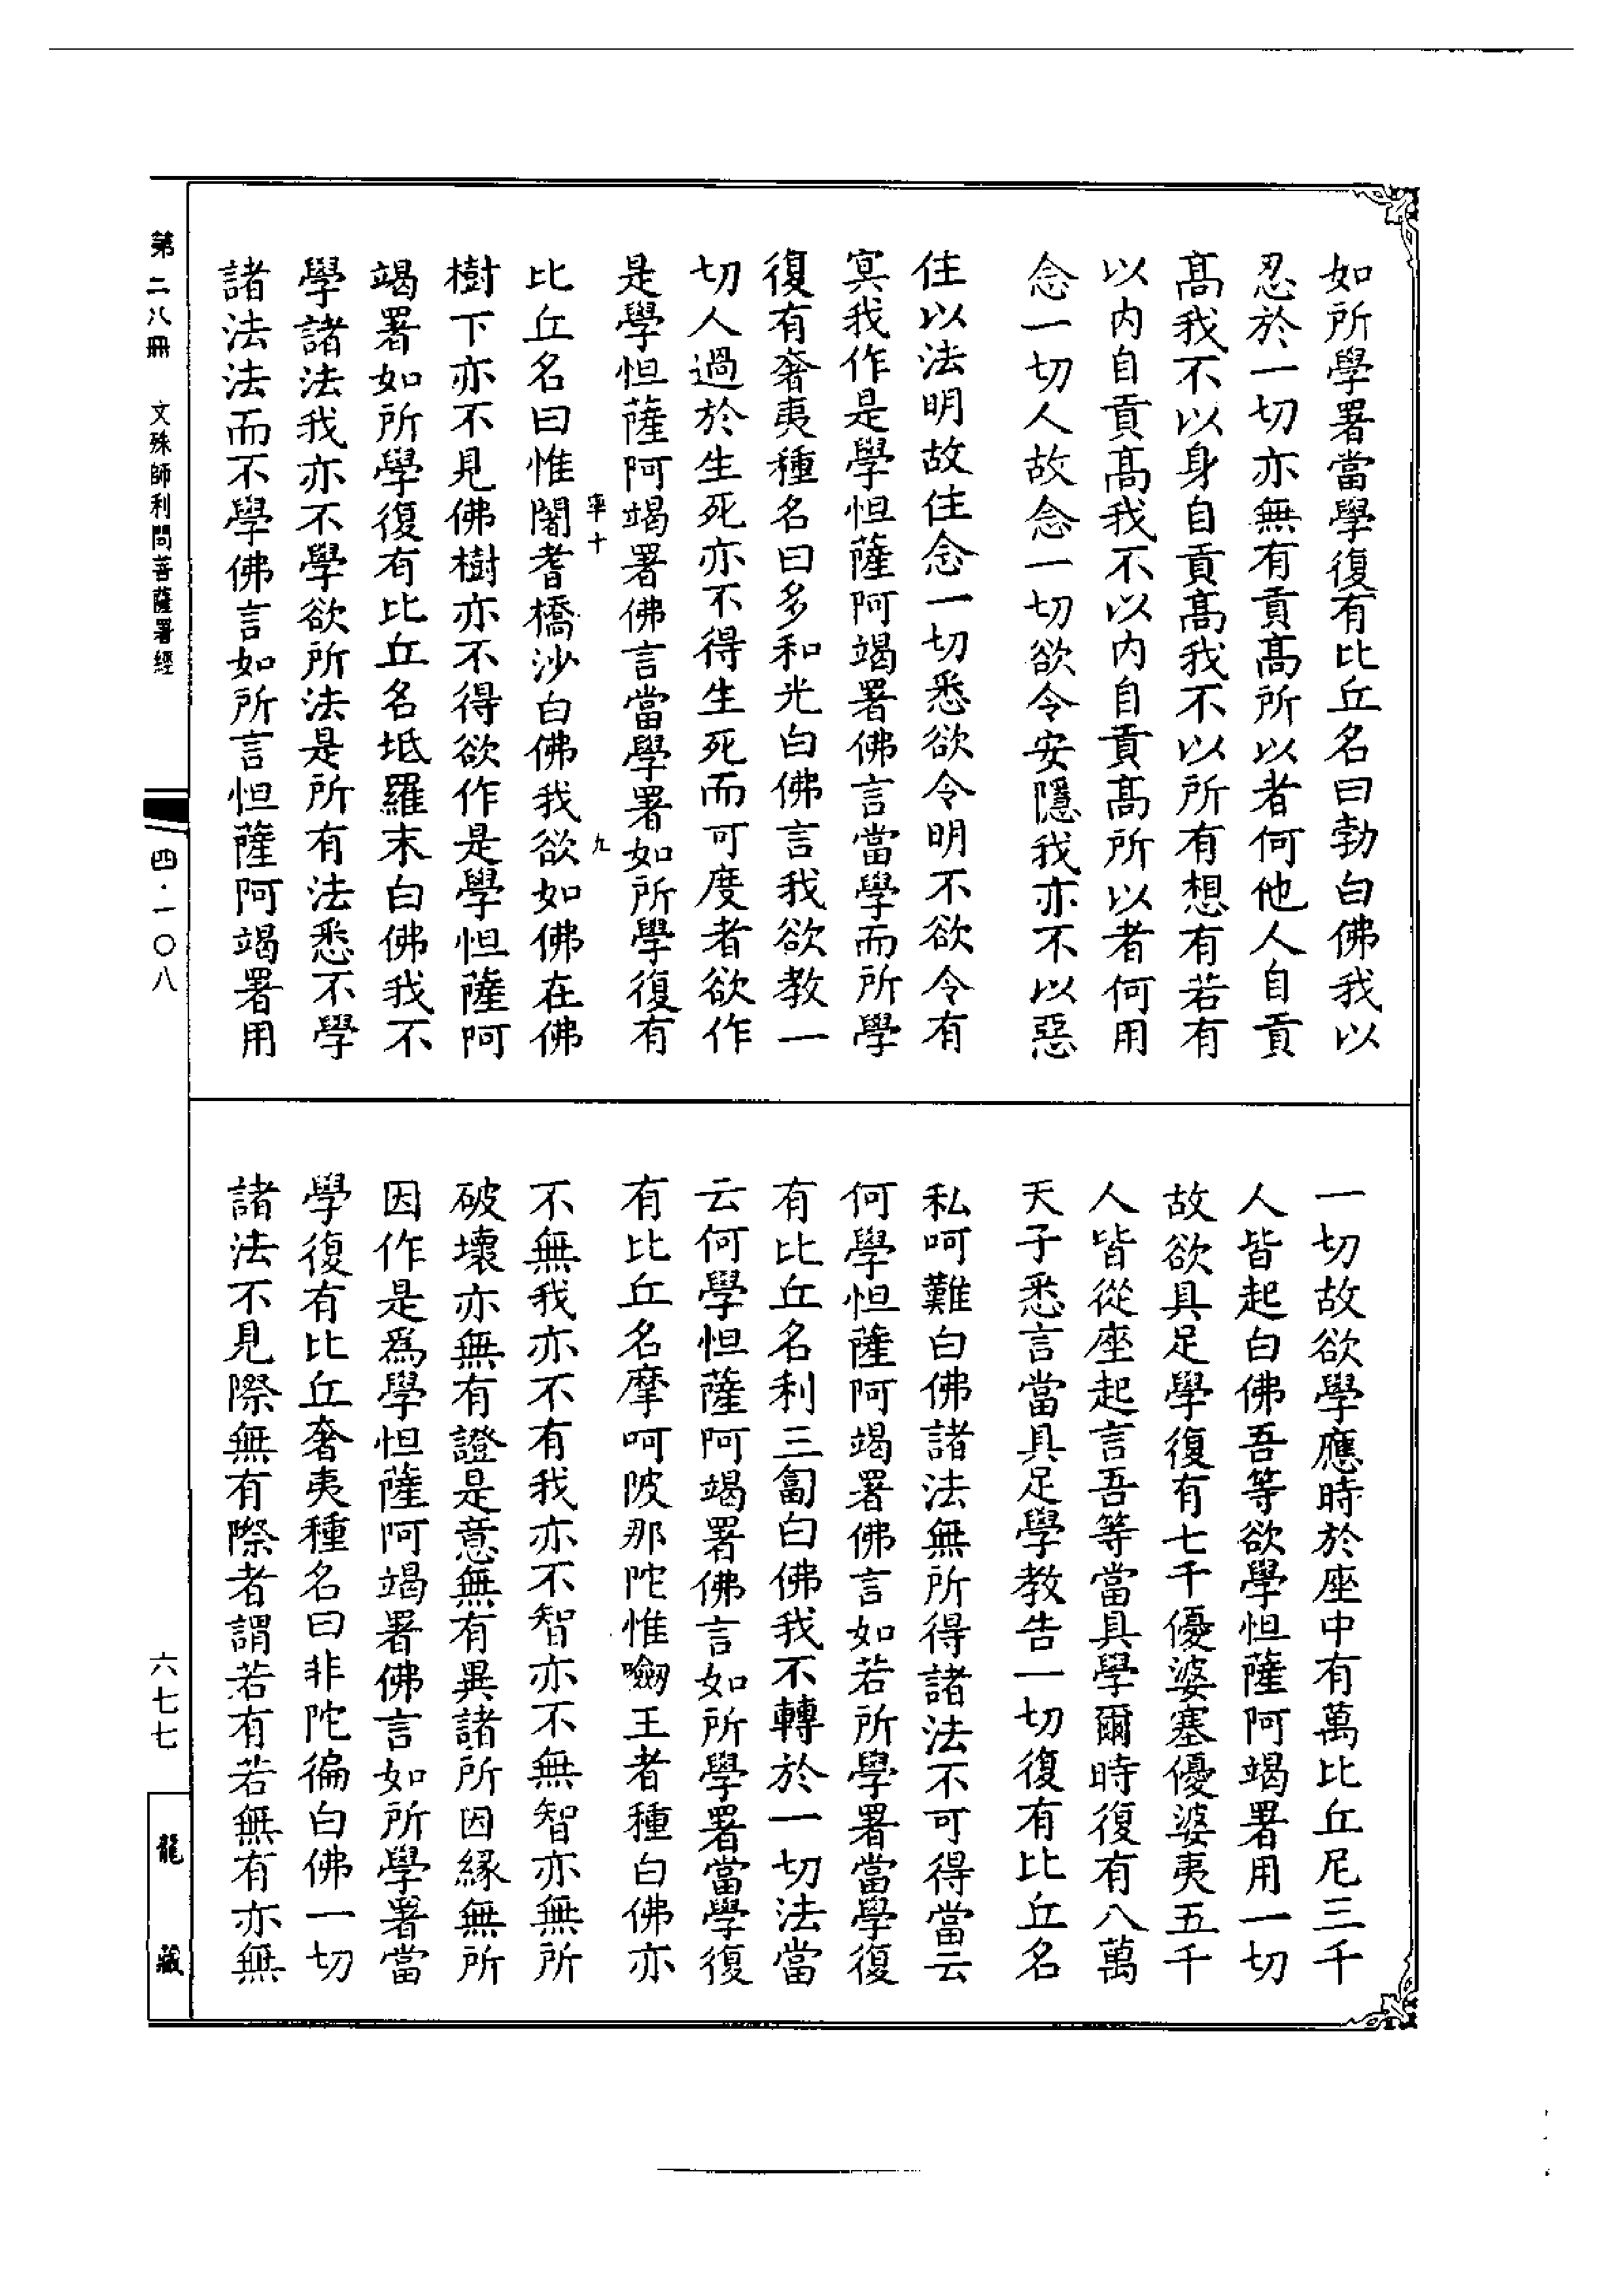 如所學署當學復有比丘名曰勃白佛我以
忍於一切亦無有貢高所以者何他人自貢
高我不以身自貢高我不以所有想有若有
以內自貢高我不以內自貢高所以者何用
念一切人故念一切欲令安隱我亦不以惡
住以法明故住念一切悉欲令明不欲令有
冥我作是學怛薩阿竭署佛言當學而所學
復有奢夷種名曰多和光白佛言我欲教一
切人過於生死亦不得生死而可度者欲作
是學怛薩阿竭署佛言當學署如所學復有
宰十 九
比丘名曰惟闍耆橋沙白佛我欲如佛在佛
樹下亦不見佛樹亦不得欲作是學怛薩阿
竭署如所學復有比丘名坻羅末白佛我不
學諸法我亦不學欲所法是所有法悉不學
諸法法而不學佛言如所言怛薩阿竭署用
一切故欲學應時於座中有萬比丘尼三千
人皆起白佛吾等欲學怛薩阿竭署用一切
故欲具足學復有七千優婆塞優婆夷五千
人皆從座起言吾等當具學爾時復有八萬
天子悉言當具足學教告一切復有比丘名
私呵難白佛諸法無所得諸法不可得當云
何學怛薩阿竭署佛言如若所學署當學復
有比丘名利三匐白佛我不轉於一切法當
云何學怛薩阿竭署佛言如所學署當學復
有比丘名摩呵陂那陀惟王者種白佛亦
不無我亦不有我亦不智亦不無智亦無所
破壞亦無有證是意無有異諸所因緣無所
因作是為學怛薩阿竭署佛言如所學署當
學復有比丘奢夷種名曰非陀徧白佛一切
諸法不見際無有際者謂若有若無有亦無
第二八冊 文殊師利問菩薩署經
四·一〇八
六七七
龍藏